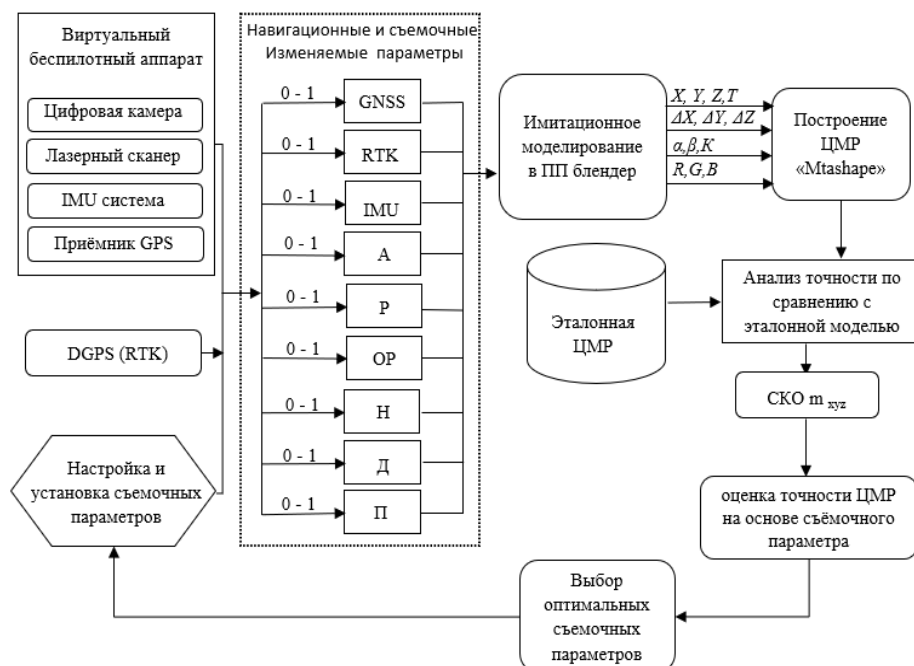 Виртуальный
беспилотный аппарат
Цифровая камера
Лазерный сканер
IMU система
Приёмник GPS
DGPS (RTK)
Настройка и
установка съемочных
параметров
Навигационные и съемочные
Изменяемые параметры
0 - 1
GNSS
0 - 1
RTK
0 - 1
IMU
0 - 1
А
0 - 1
Р
0 - 1
ОР
0 - 1
Н
0 - 1
Д
0 - 1
П
Имитационное
моделирование
в ПП блендер
X, Y, Z,T
ΔX, ΔY, ΔZ
α,β,K
R,G,B
Построение
ЦМР
«Mtashape»
Эталонная
ЦМР
Анализ точности по
сравнению с
эталонной моделью
СКО m xyz
оценка точности ЦМР
на основе съёмочного
параметра
Выбор
оптимальных
съемочных
параметров